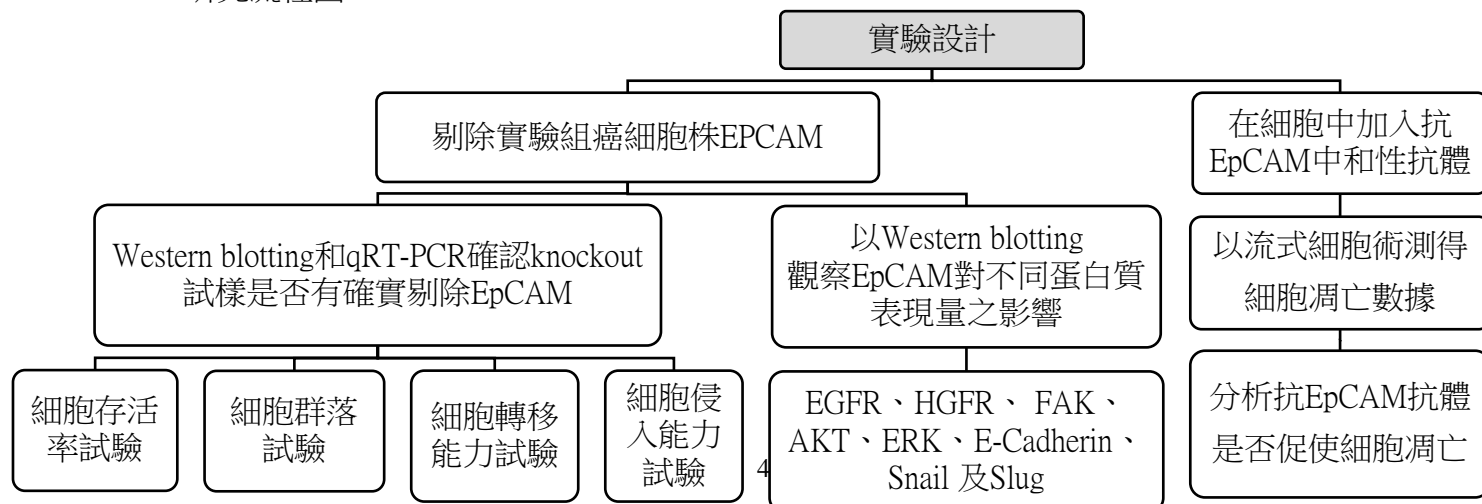 實驗設計
剔除實驗組癌細胞株EPCAM
在細胞中加入抗
EpCAM中和性抗體
Western blotting和qRT-PCR確認knockout
試樣是否有確實剔除EpCAM
以Western blotting
觀察EpCAM對不同蛋白質
表現量之影響
以流式細胞術測得
細胞凋亡數據
細胞存活
率試驗
細胞群落
試驗
細胞轉移
能力試驗
細胞侵
入能力
試驗
EGFR、HGFR、 FAK、
AKT、ERK、E-Cadherin、
Snail 及Slug
分析抗EpCAM抗體
是否促使細胞凋亡
4